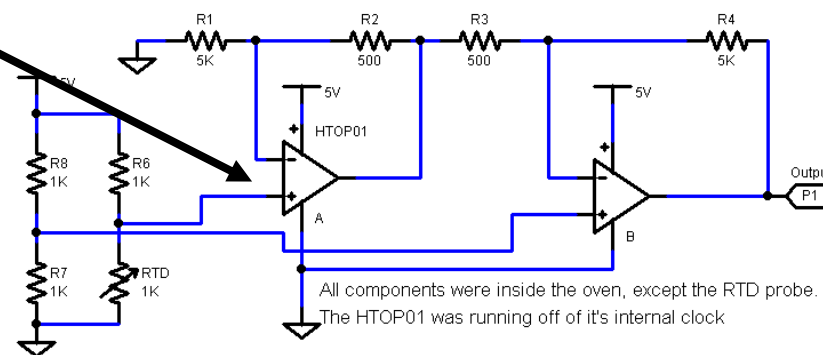 R1
R2
R3
R4
5K
500
500
5K
5V
5V
5V
HTOP01
R8
1K
R6
1K
Outpu
P1
A
B
R7
1K
RTD
1K
All components were inside the oven, except the RTD probe.
The HTOP01 was running off of it's internal clock